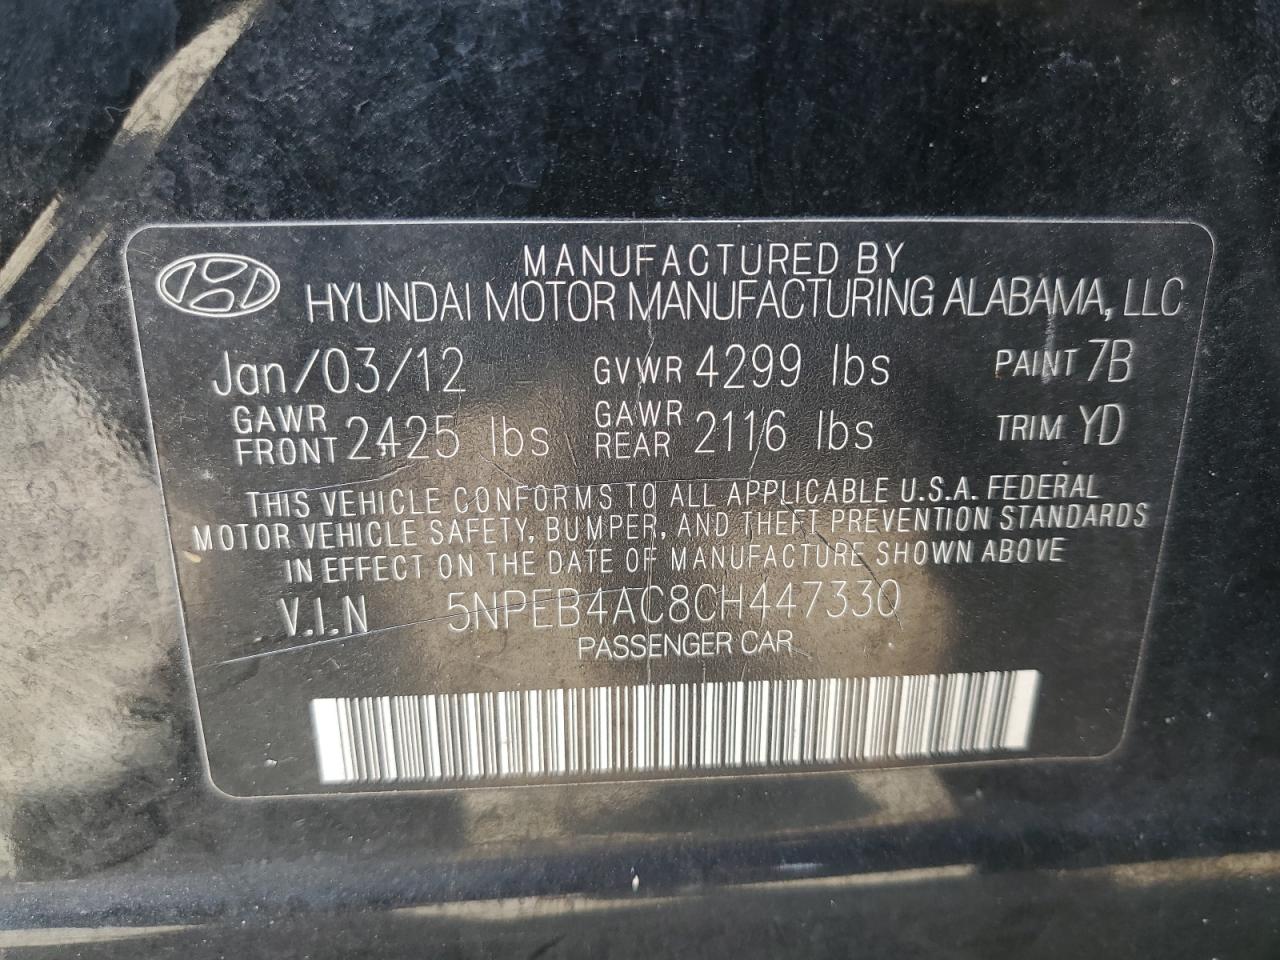 MANUFACTURED BY
HYUNDAI MOTOR MANUFACTURING ALABAMA, LLC
Jan/03/12 GVWR 4299 lbs PAINT 7B
GAWR FRONT 2425 lbs GAWR REAR 2116 lbs TRIM YD
THIS VEHICLE CONFORMS TO ALL APPLICABLE U.S.A. FEDERAL
MOTOR VEHICLE SAFETY, BUMPER, AND THEFT PREVENTION STANDARDS
IN EFFECT ON THE DATE OF MANUFACTURE SHOWN ABOVE
V.I.N 5NPEB4AC8CH447330
PASSENGER CAR